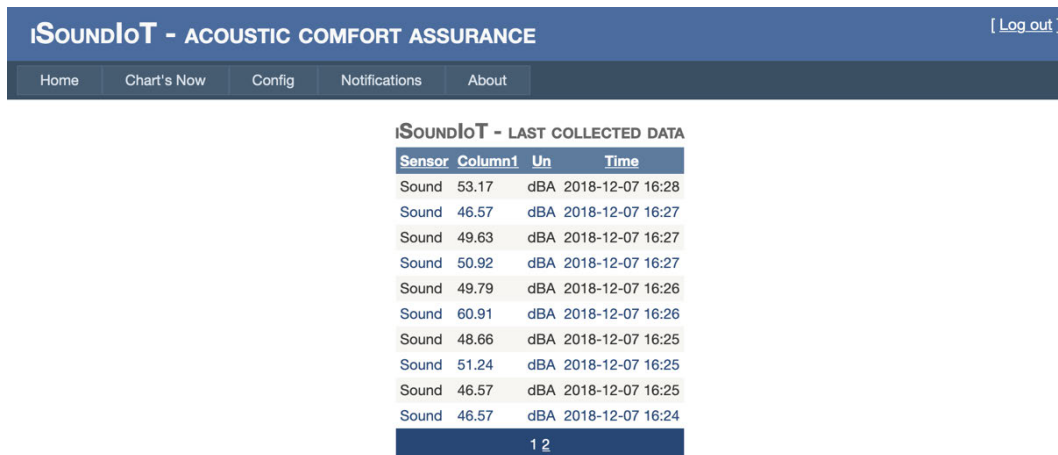 iSoundIoT - acoustic comfort assurance
[ Log out ]
Home Chart's Now Config Notifications About
iSoundIoT - last collected data
Sensor Column1 Un Time
Sound 53.17 dBA 2018-12-07 16:28
Sound 46.57 dBA 2018-12-07 16:27
Sound 49.63 dBA 2018-12-07 16:27
Sound 50.92 dBA 2018-12-07 16:27
Sound 49.79 dBA 2018-12-07 16:26
Sound 60.91 dBA 2018-12-07 16:26
Sound 48.66 dBA 2018-12-07 16:25
Sound 51.24 dBA 2018-12-07 16:25
Sound 46.57 dBA 2018-12-07 16:25
Sound 46.57 dBA 2018-12-07 16:24
1 2